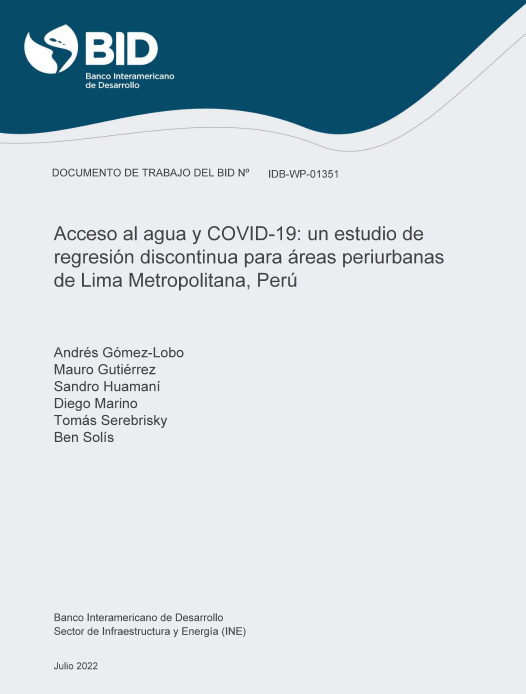 BID
Banco Interamericano
de Desarrollo
DOCUMENTO DE TRABAJO DEL BID Nº IDB-WP-01351
Acceso al agua y COVID-19: un estudio de
regresión discontinua para áreas periurbanas
de Lima Metropolitana, Perú
Andrés Gómez-Lobo
Mauro Gutiérrez
Sandro Huamaní
Diego Marino
Tomás Serebrisky
Ben Solís
Banco Interamericano de Desarrollo
Sector de Infraestructura y Energía (INE)
Julio 2022